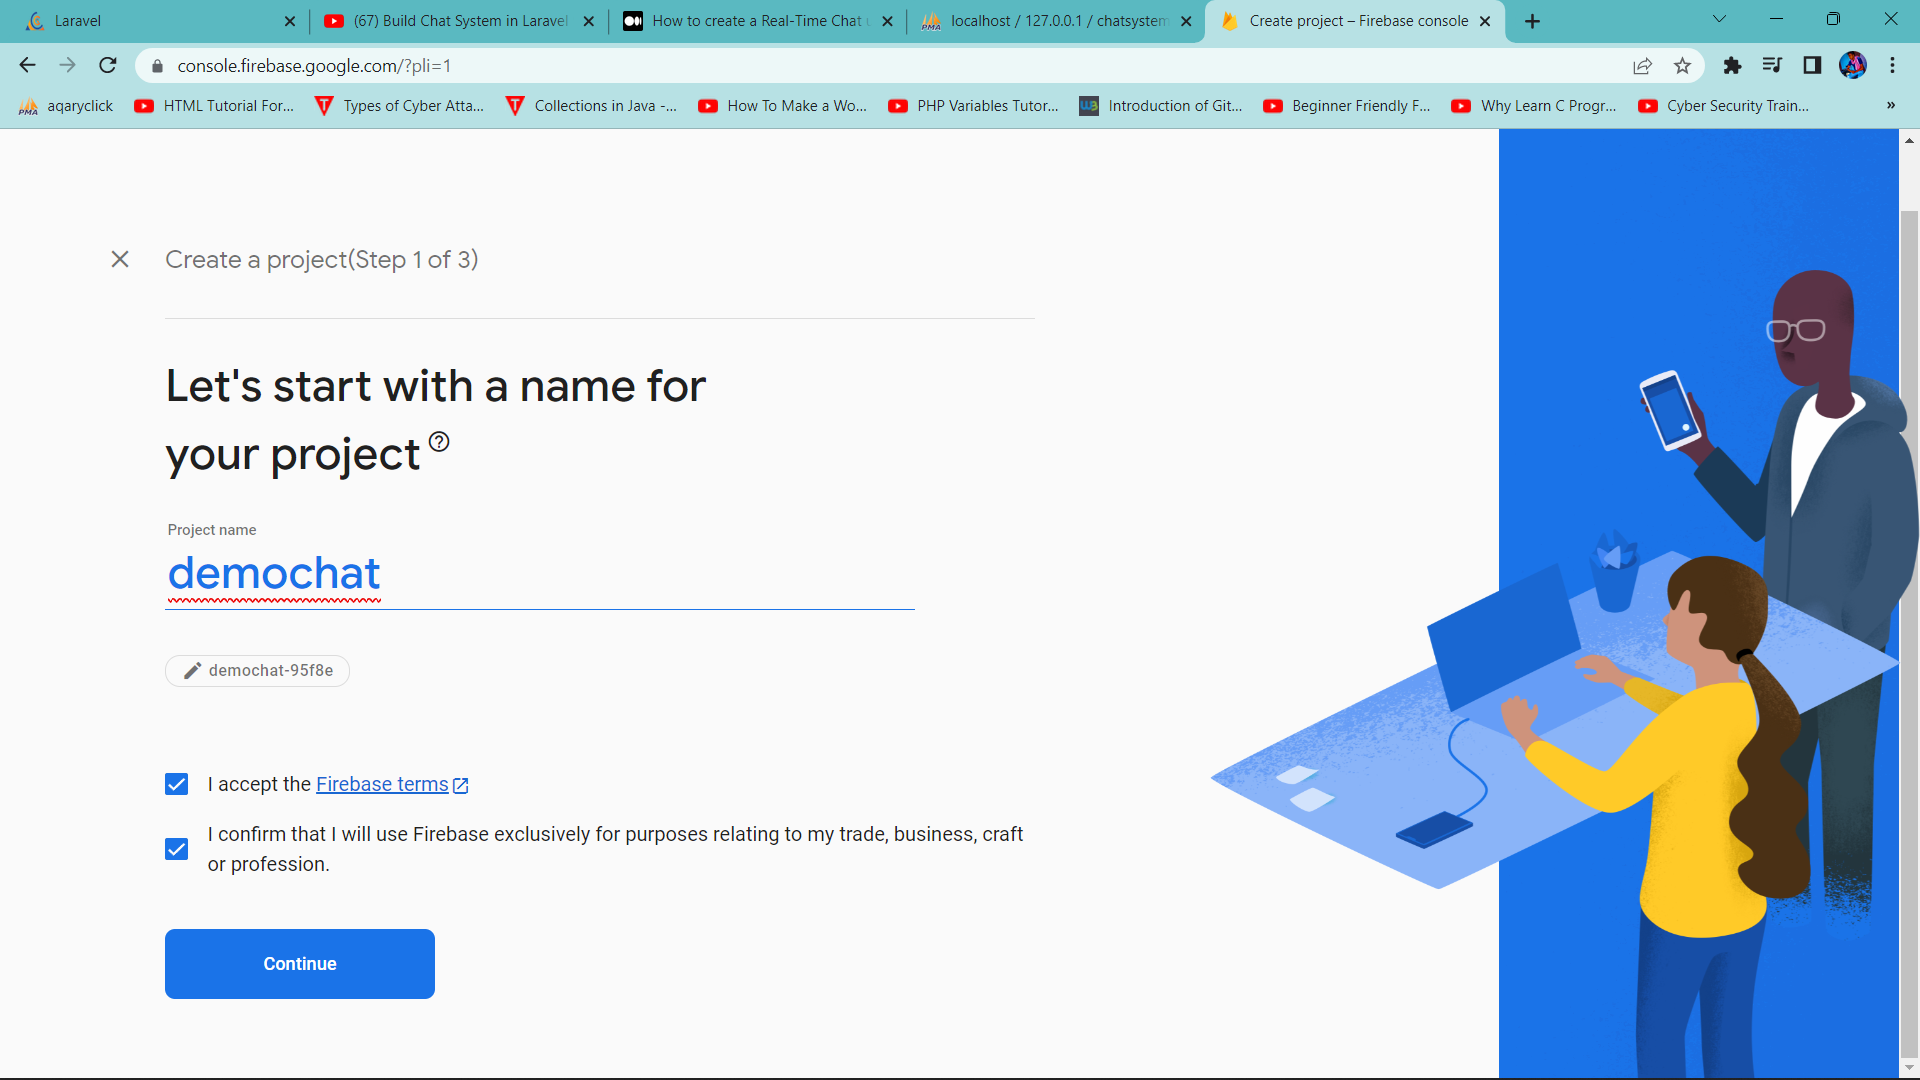 Laravel
(67) Build Chat System in Laravel
How to create a Real-Time Chat u
localhost / 127.0.0.1 / chatsystem
Create project – Firebase console
console.firebase.google.com/?pli=1
aqaryclick
HTML Tutorial For...
Types of Cyber Atta...
Collections in Java -...
How To Make a Wo...
PHP Variables Tutor...
Introduction of Git...
Beginner Friendly F...
Why Learn C Progr...
Cyber Security Train...
»
Create a project(Step 1 of 3)
Let's start with a name for
your project
Project name
demochat
demochat-95f8e
I accept the Firebase terms
I confirm that I will use Firebase exclusively for purposes relating to my trade, business, craft
or profession.
Continue